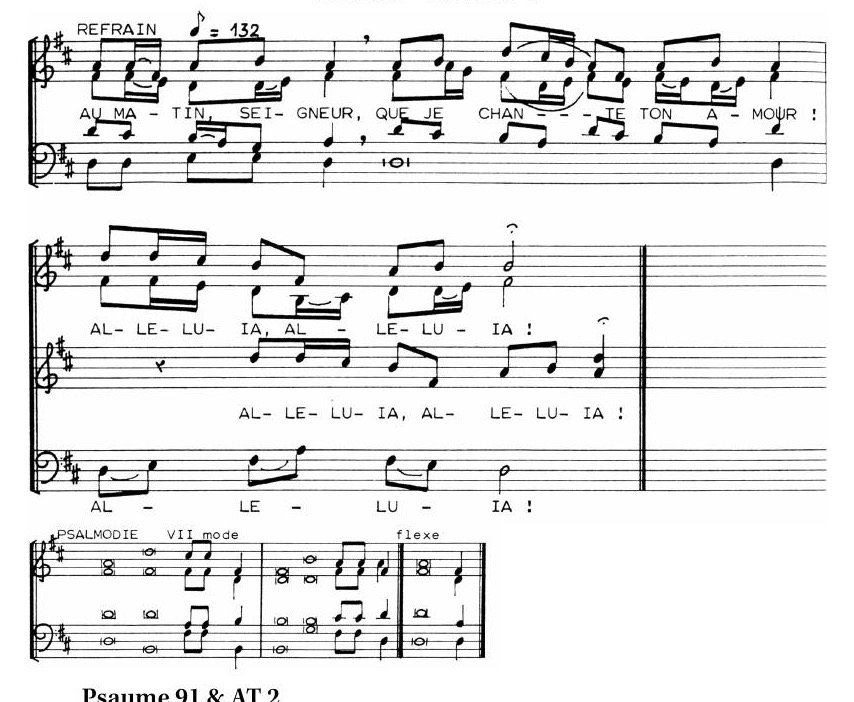 REFRAIN ♪ = 132
AU MA - TIN, SEI- GNEUR, QUE JE CHAN - - - TE TON A - MOUR !
AL- LE- LU- IA, AL - LE- LU - IA !
AL- LE- LU- IA, AL- LE- LU- IA !
AL - LE - LU - IA !
PSALMODIE VII mode flexe
Psaume 91 & AT 2